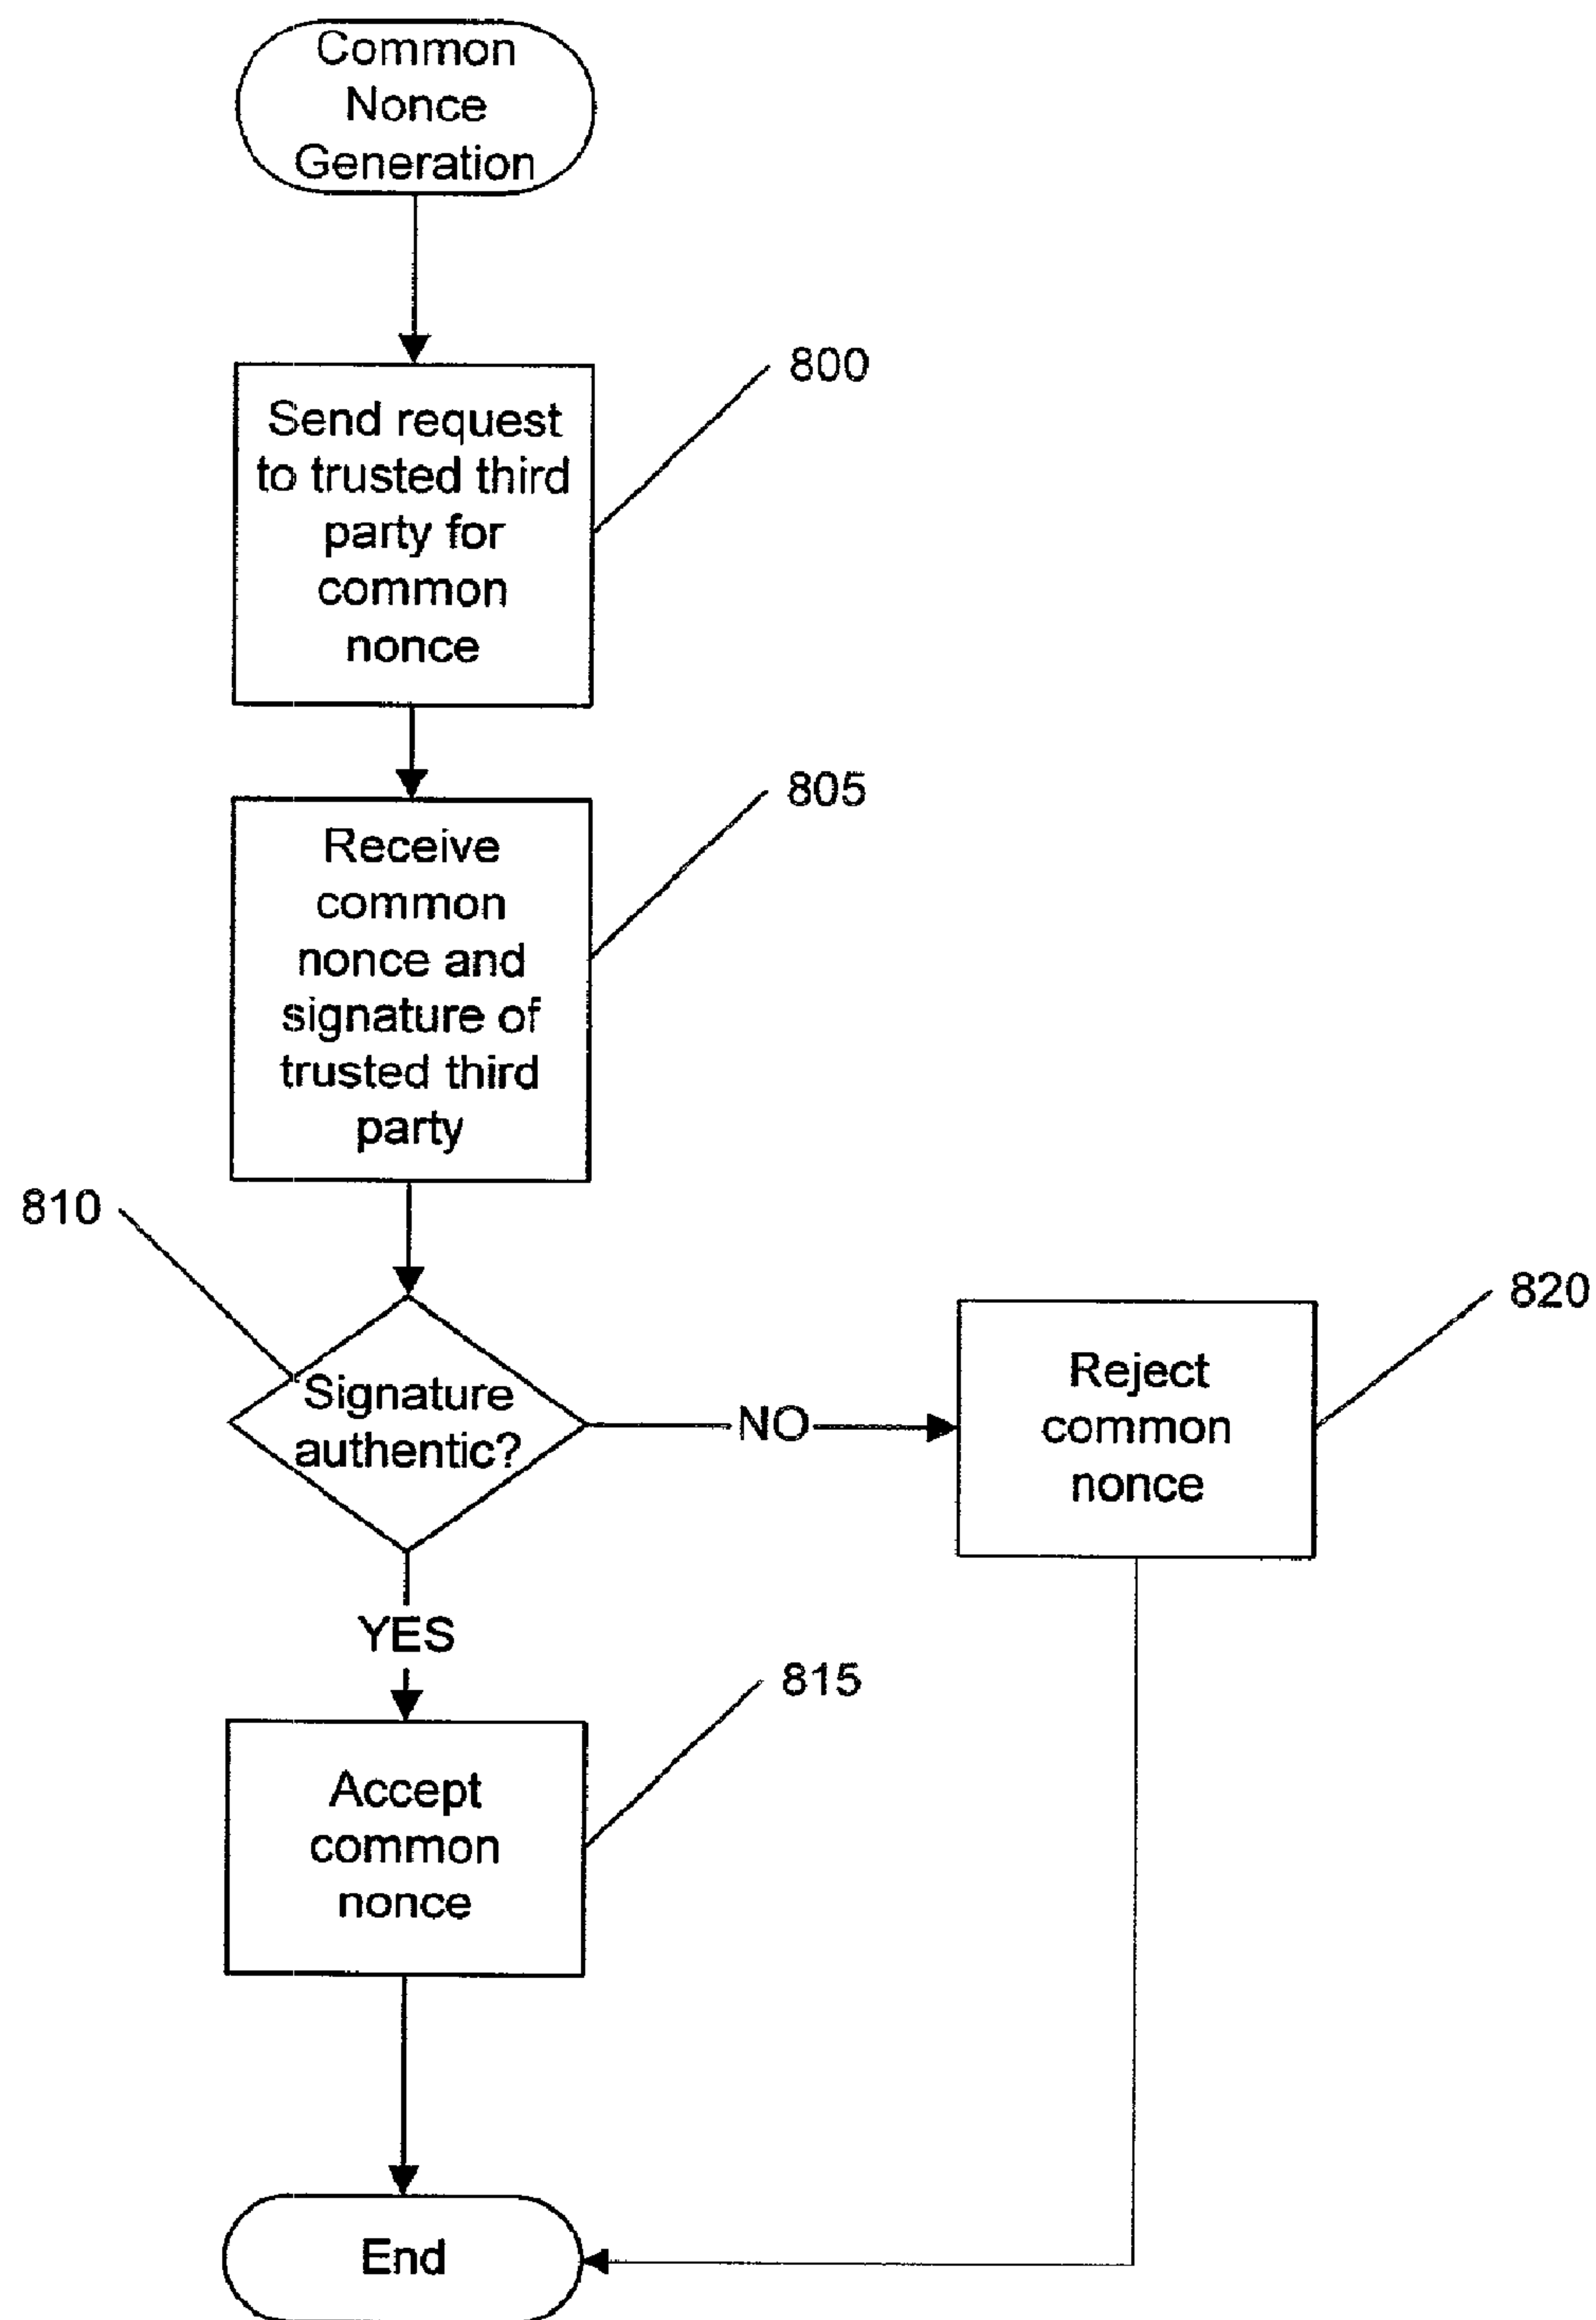 Common
Nonce
Generation
800
Send request
to trusted third
party for
common
nonce
805
Receive
common
nonce and
signature of
trusted third
party
810
Signature
authentic?
NO
820
Reject
common
nonce
YES
815
Accept
common
nonce
End